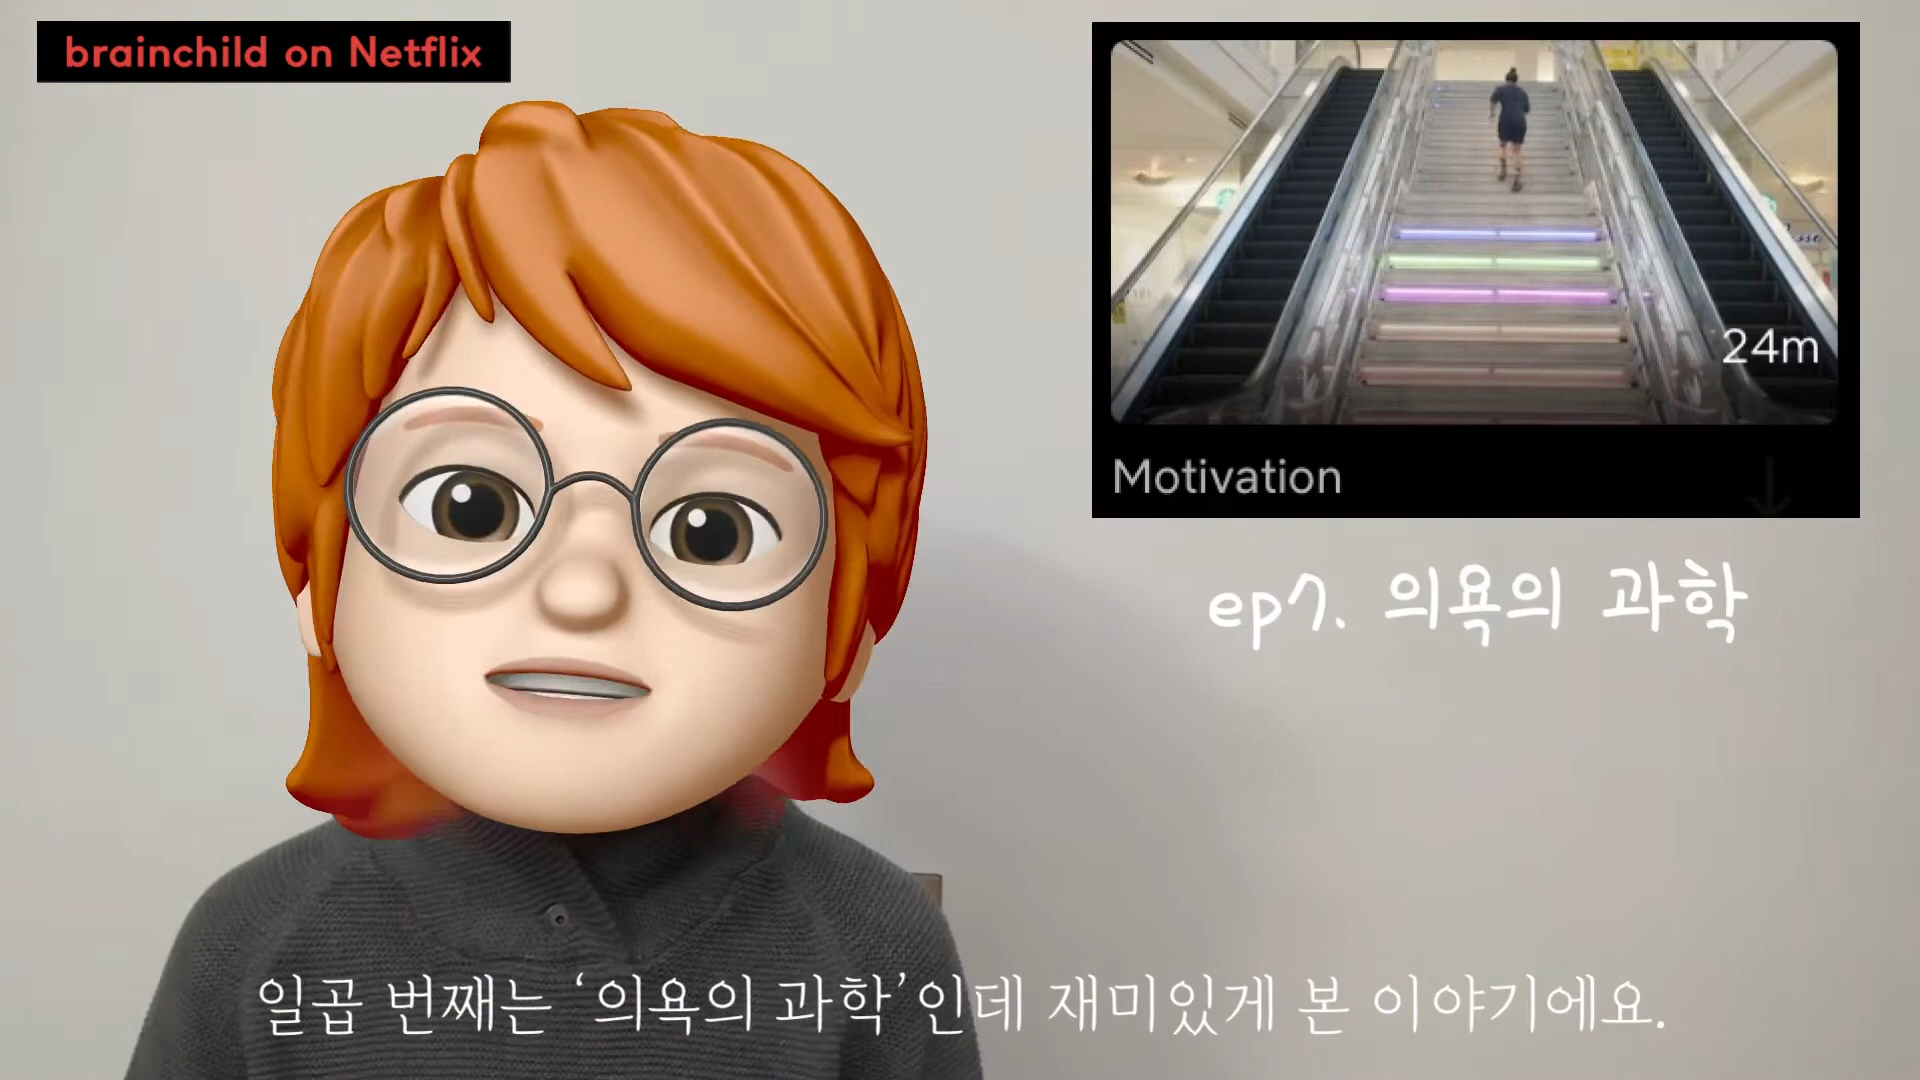 brainchild on Netflix
24m
Motivation
ep7. 의욕의 과학
일곱 번째는 ‘의욕의 과학’인데 재미있게 본 이야기에요.